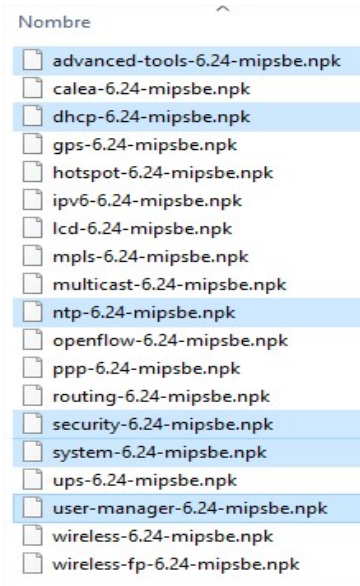 Nombre
advanced-tools-6.24-mipsbe.npk
calea-6.24-mipsbe.npk
dhcp-6.24-mipsbe.npk
gps-6.24-mipsbe.npk
hotspot-6.24-mipsbe.npk
ipv6-6.24-mipsbe.npk
lcd-6.24-mipsbe.npk
mpls-6.24-mipsbe.npk
multicast-6.24-mipsbe.npk
ntp-6.24-mipsbe.npk
openflow-6.24-mipsbe.npk
ppp-6.24-mipsbe.npk
routing-6.24-mipsbe.npk
security-6.24-mipsbe.npk
system-6.24-mipsbe.npk
ups-6.24-mipsbe.npk
user-manager-6.24-mipsbe.npk
wireless-6.24-mipsbe.npk
wireless-fp-6.24-mipsbe.npk